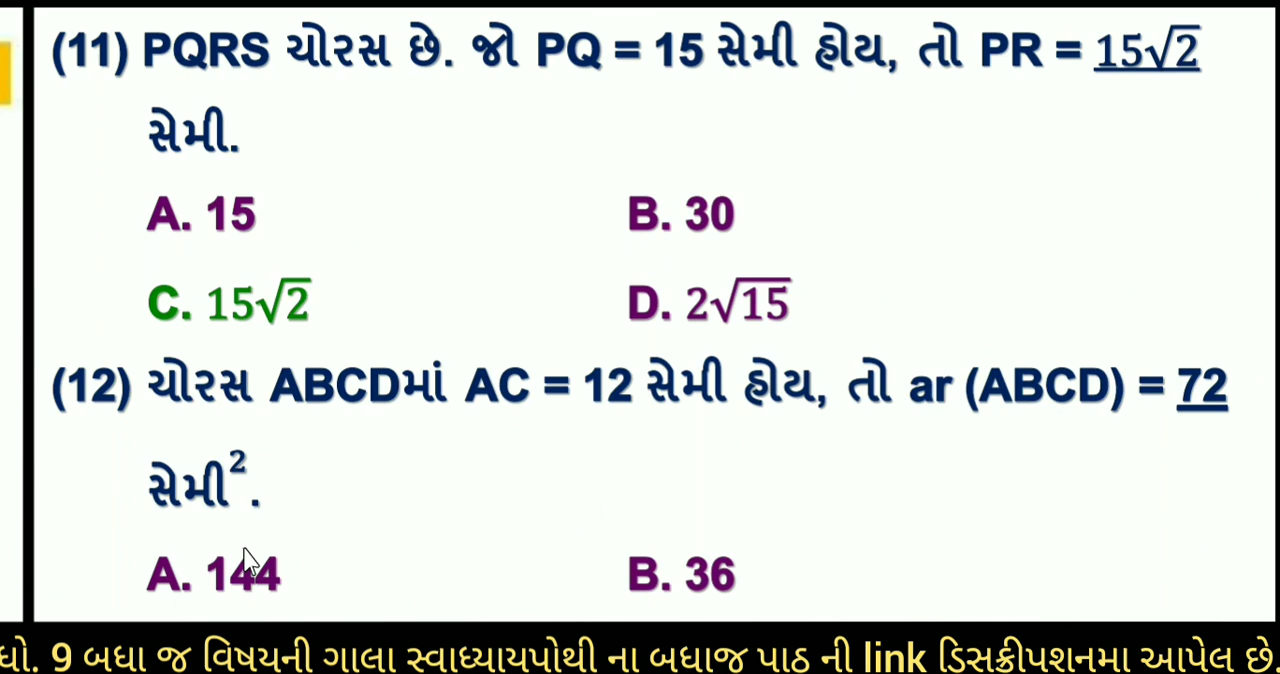 (11) PQRS ચોરસ છે. જો PQ = 15 સેમી હોય, તો PR = 15√2
સેમી.
A. 15 B. 30
C. 15√2 D. 2√15
(12) ચોરસ ABCDમાં AC = 12 સેમી હોય, તો ar (ABCD) = 72
સેમી².
A. 144 B. 36
9 બધા જ વિષયની ગાલા સ્વાધ્યાયપોથી ના બધાજ પાઠ ની link ડિસક્રીપશનમા આપેલ છે.